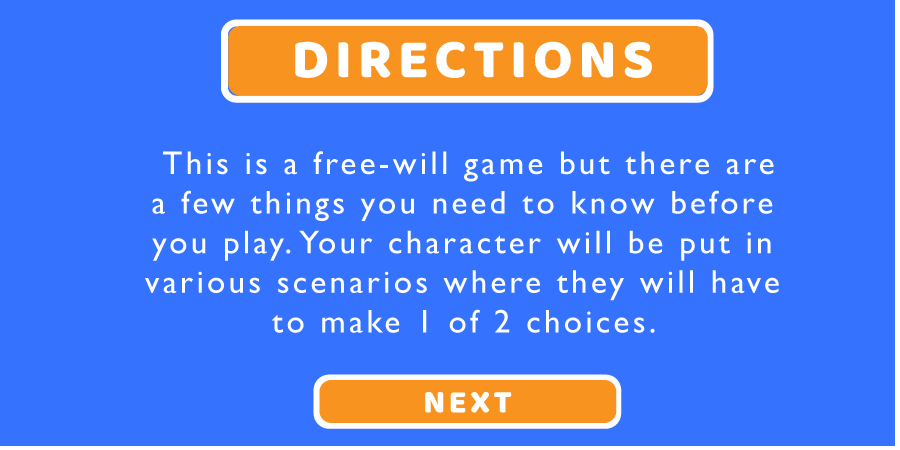 DIRECTIONS
This is a free-will game but there are
a few things you need to know before
you play. Your character will be put in
various scenarios where they will have
to make 1 of 2 choices.
NEXT